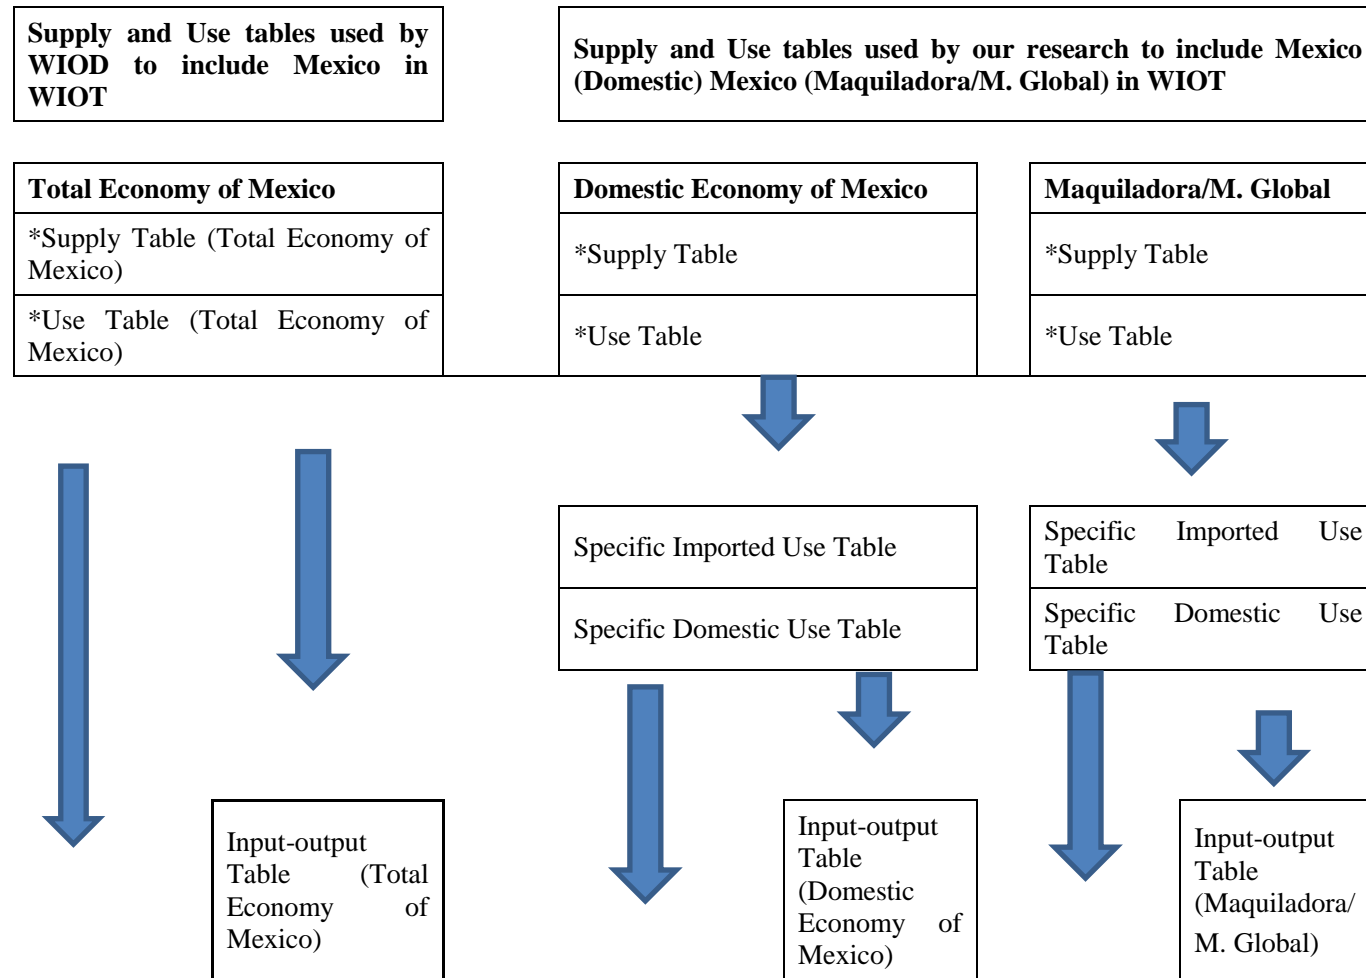 Supply and Use tables used by
WIOD to include Mexico in
WIOT
Supply and Use tables used by our research to include Mexico
(Domestic) Mexico (Maquiladora/M. Global) in WIOT
Total Economy of Mexico
*Supply Table (Total Economy of
Mexico)
*Use Table (Total Economy of
Mexico)
Domestic Economy of Mexico
*Supply Table
*Use Table
Maquiladora/M. Global
*Supply Table
*Use Table
Specific Imported Use Table
Specific Domestic Use Table
Specific Imported Use
Table
Specific Domestic Use
Table
Input-output
Table (Total
Economy of
Mexico)
Input-output
Table
(Domestic
Economy of
Mexico)
Input-output
Table
(Maquiladora/
M. Global)